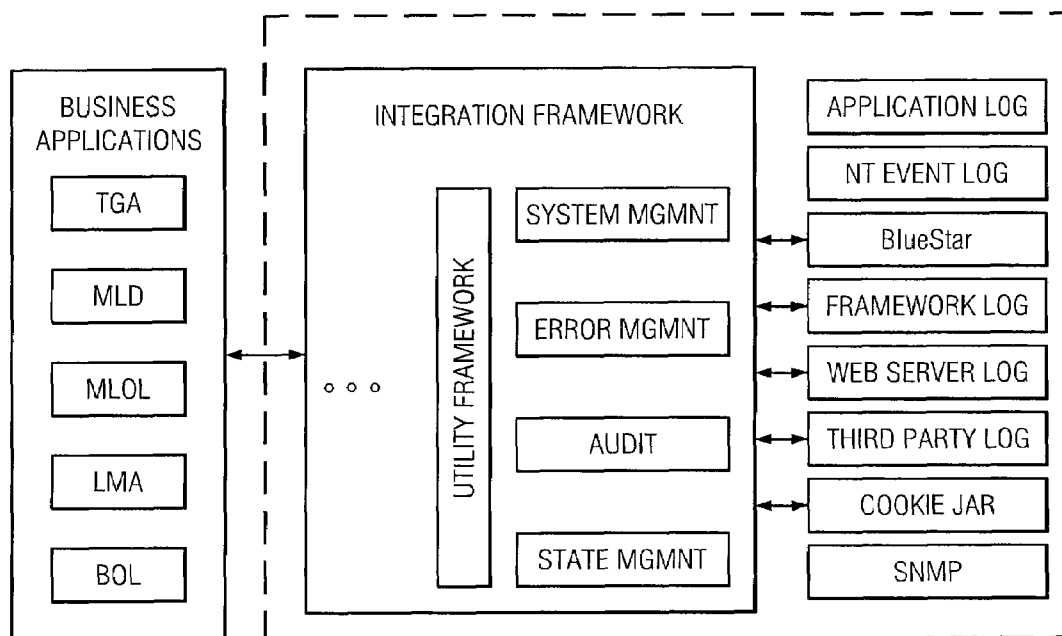 BUSINESS
APPLICATIONS
TGA
MLD
MLOL
LMA
BOL
INTEGRATION FRAMEWORK
UTILITY FRAMEWORK
SYSTEM MGMNT
ERROR MGMNT
AUDIT
STATE MGMNT
APPLICATION LOG
NT EVENT LOG
BlueStar
FRAMEWORK LOG
WEB SERVER LOG
THIRD PARTY LOG
COOKIE JAR
SNMP